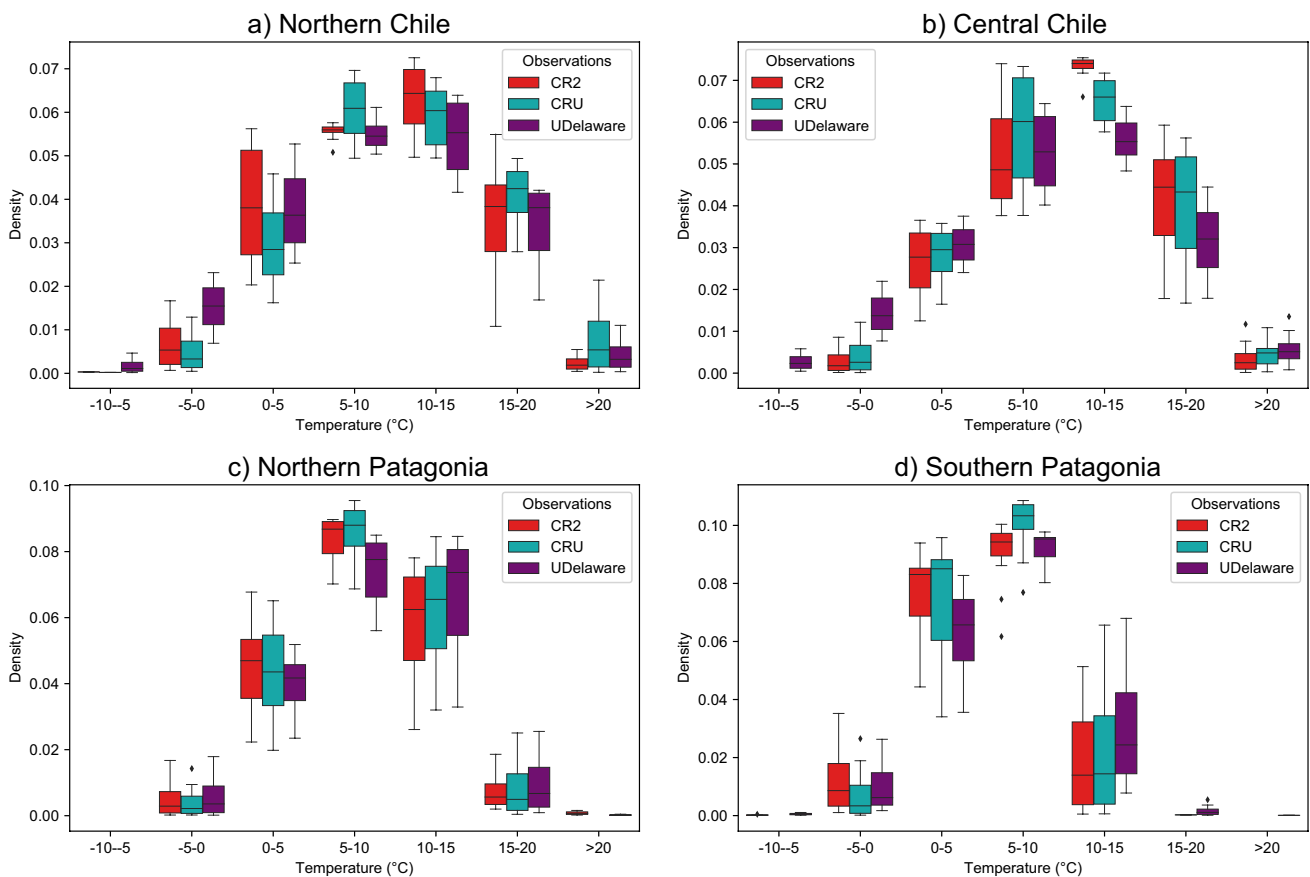 a) Northern Chile
Density
0.07
0.06
0.05
0.04
0.03
0.02
0.01
0.00
Observations
CR2
CRU
UDelaware
-10--5
-5-0
0-5
5-10
10-15
15-20
>20
Temperature (°C)
b) Central Chile
Density
0.07
0.06
0.05
0.04
0.03
0.02
0.01
0.00
Observations
CR2
CRU
UDelaware
-10--5
-5-0
0-5
5-10
10-15
15-20
>20
Temperature (°C)
c) Northern Patagonia
Density
0.10
0.08
0.06
0.04
0.02
0.00
Observations
CR2
CRU
UDelaware
-10--5
-5-0
0-5
5-10
10-15
15-20
>20
Temperature (°C)
d) Southern Patagonia
Density
0.10
0.08
0.06
0.04
0.02
0.00
Observations
CR2
CRU
UDelaware
-10--5
-5-0
0-5
5-10
10-15
15-20
>20
Temperature (°C)